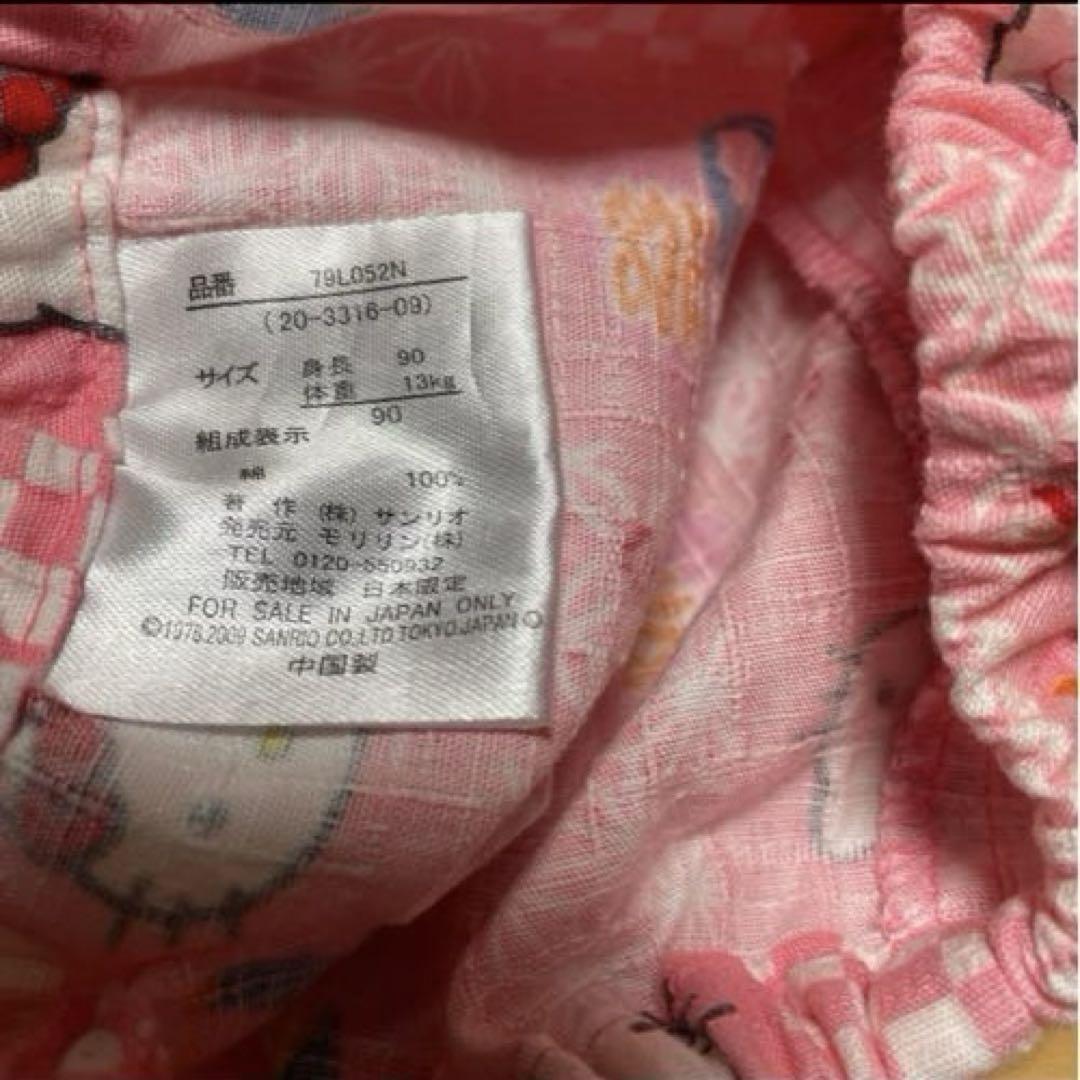 品番 79L052N
(20-3316-09)
サイズ 身長 90
体重 13kg
90
組成表示
綿 100%
著 作 (株) サンリオ
発売元 モリリン(株)
TEL 0120-550932
販売地域 日本限定
FOR SALE IN JAPAN ONLY
©1976.2009 SANRIO CO.,LTD.TOKYO.JAPAN
中国製